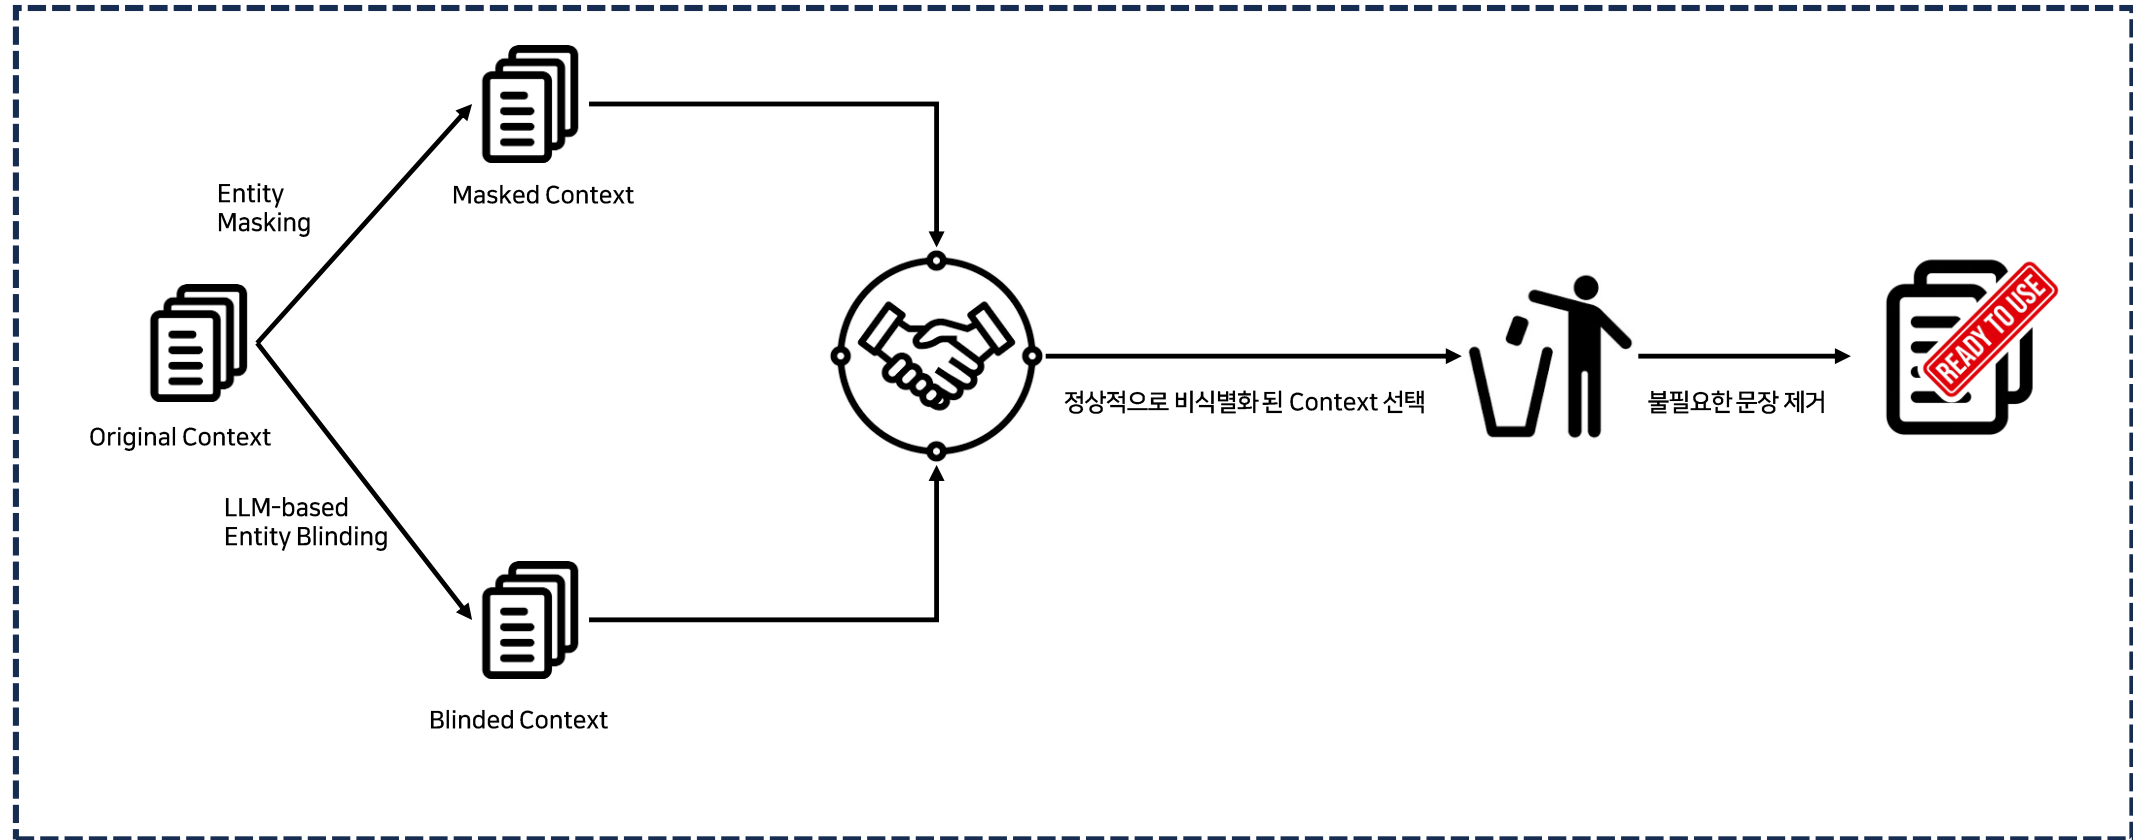 Entity
Masking
Masked Context
Original Context
LLM-based
Entity Blinding
Blinded Context
정상적으로 비식별화 된 Context 선택
불필요한 문장 제거
READY TO USE